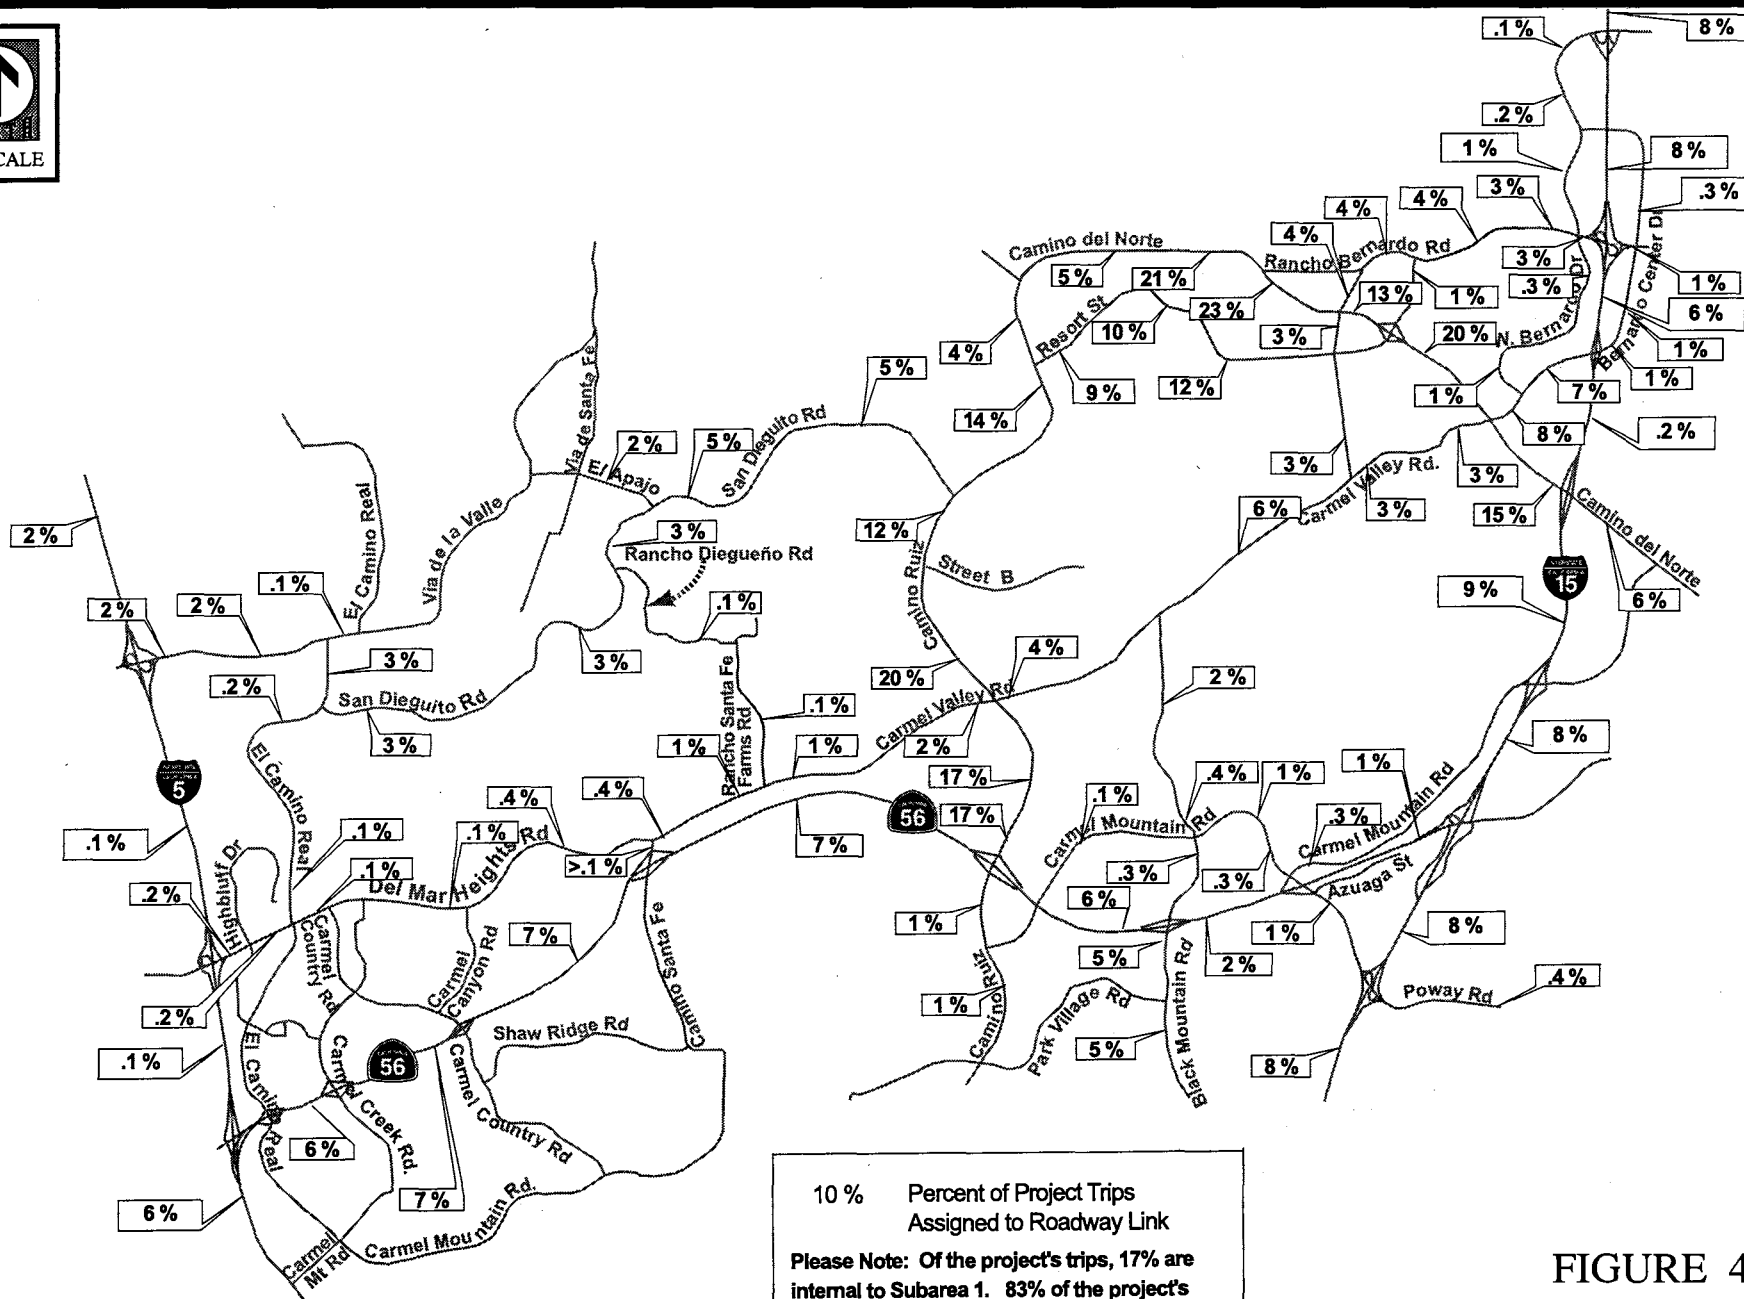 CALE
.1 %
8 %
.2 %
1 %
8 %
3 %
.3 %
4 %
4 %
4 %
Camino del Norte
Rancho Bernardo Rd
3 %
.3 %
1 %
6 %
1 %
1 %
5 %
21 %
23 %
13 %
1 %
10 %
3 %
20 %
N. Bernardo Dr
Bernardo Center Dr
Resort St
4 %
9 %
12 %
1 %
7 %
14 %
8 %
.2 %
5 %
Via de Santa Fe
2 %
5 %
San Dieguito Rd
El Apajo
3 %
3 %
Carmel Valley Rd.
3 %
15 %
Camino del Norte
6 %
Via de la Valle
El Camino Real
2 %
3 %
Rancho Diegueño Rd
12 %
Camino Ruiz
Street B
15
9 %
6 %
.1 %
2 %
2 %
.1 %
3 %
3 %
.2 %
San Dieguito Rd
3 %
20 %
4 %
2 %
Carmel Valley Rd
2 %
.1 %
Rancho Santa Fe
Farms Rd
1 %
1 %
8 %
5
El Camino Real
.4 %
.4 %
17 %
17 %
56
.1 %
.4 %
1 %
1 %
.3 %
Carmel Mountain Rd
Carmel Mountain Rd
.1 %
Highbluff Dr
.1 %
.1 %
.1 %
Del Mar Heights Rd
>.1 %
7 %
.3 %
.3 %
Azuaga St
.2 %
Carmel
Country Rd
Carmel
Canyon Rd
7 %
Camino Santa Fe
1 %
6 %
1 %
8 %
5 %
2 %
.4 %
Poway Rd
.2 %
1 %
Camino Ruiz
Park Village Rd
Black Mountain Rd
5 %
8 %
.1 %
El Camino Real
Carmel Creek Rd.
56
Shaw Ridge Rd
Carmel Country Rd
6 %
7 %
6 %
Carmel
Mt Rd
Carmel Mountain Rd.
10 % Percent of Project Trips
Assigned to Roadway Link
Please Note: Of the project's trips, 17% are
internal to Subarea 1. 83% of the project's
FIGURE 4